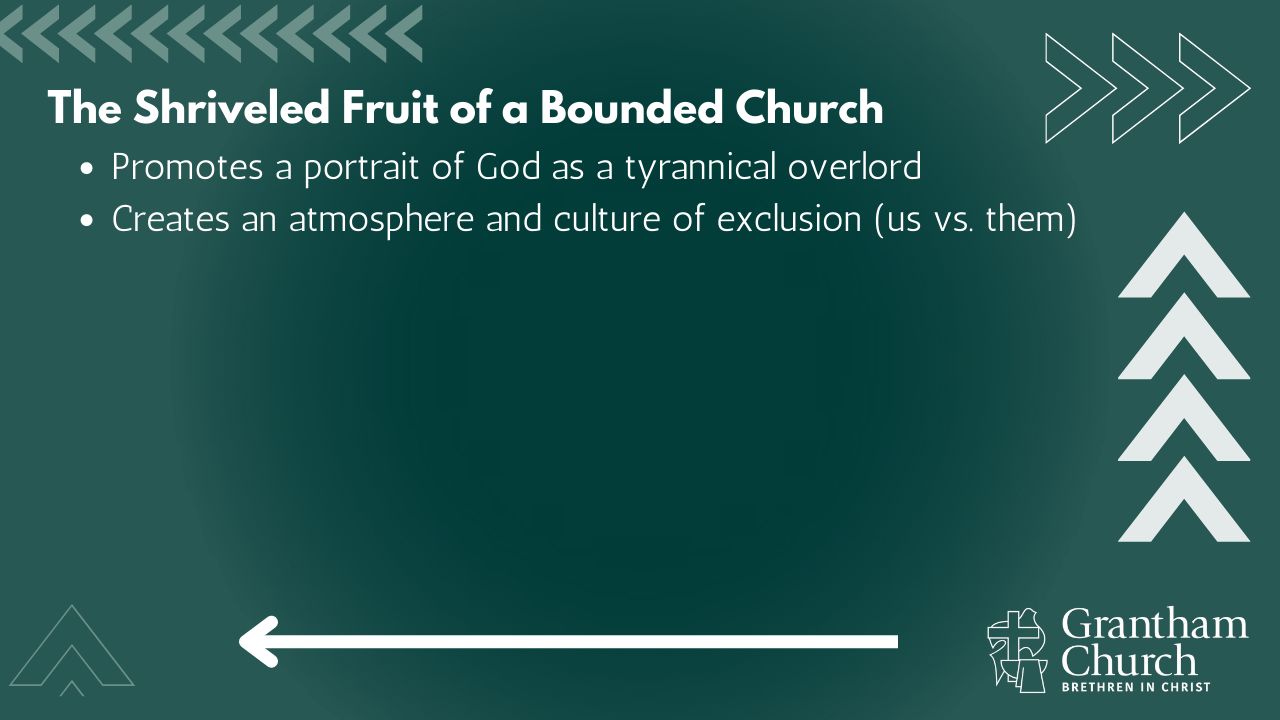 The Shriveled Fruit of a Bounded Church
• Promotes a portrait of God as a tyrannical overlord
• Creates an atmosphere and culture of exclusion (us vs. them)
Grantham
Church
BRETHREN IN CHRIST